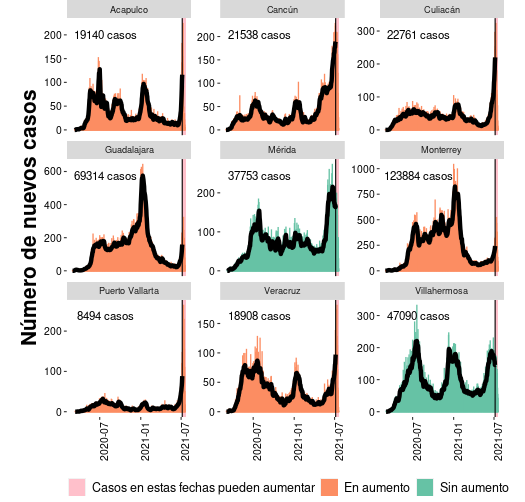 Número de nuevos casos
Acapulco
19140 casos
200
150
100
50
0
Cancún
21538 casos
200
150
100
50
0
Culiacán
22761 casos
300
200
100
0
Guadalajara
69314 casos
600
400
200
0
Mérida
37753 casos
200
100
0
Monterrey
123884 casos
1000
750
500
250
0
Puerto Vallarta
8494 casos
200
100
0
2020-07
2021-01
2021-07
Veracruz
18908 casos
150
100
50
0
2020-07
2021-01
2021-07
Villahermosa
47090 casos
300
200
100
0
2020-07
2021-01
2021-07
Casos en estas fechas pueden aumentar
En aumento
Sin aumento